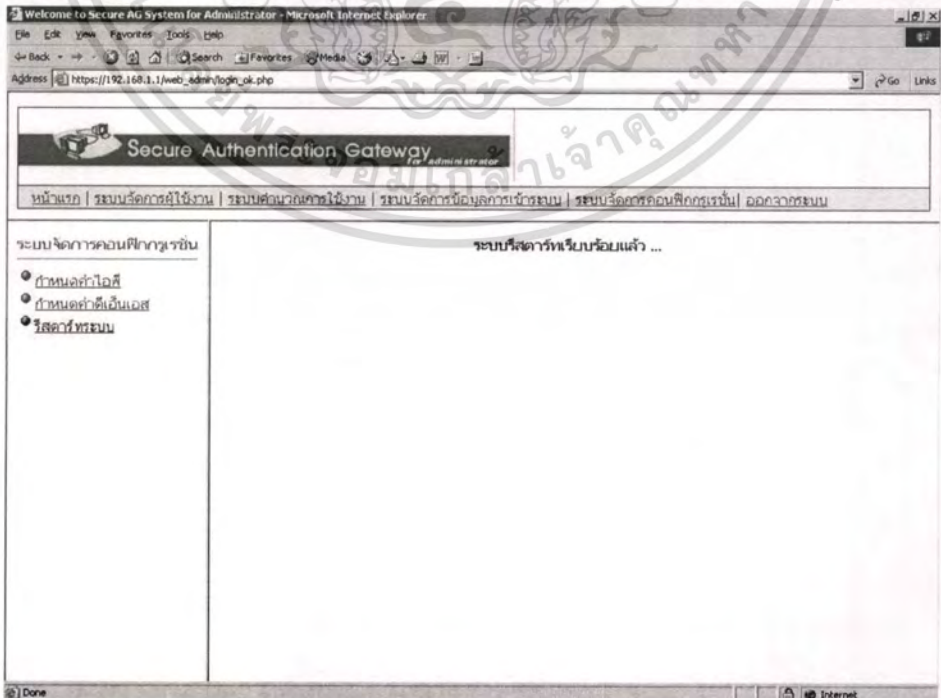 Welcome to Secure AG System for Administrator - Microsoft Internet Explorer
File Edit View Favorites Tools Help
Back Search Favorites Media
Address https://192.168.1.1/web_admin/login_ok.php Go Links
Secure Authentication Gateway
for administrator
หน้าแรก | ระบบจัดการผู้ใช้งาน | ระบบคำนวณการใช้งาน | ระบบจัดการข้อมูลการเข้าระบบ | ระบบจัดการคอนฟิกกูเรชั่น | ออกจากระบบ
ระบบจัดการคอนฟิกกูเรชั่น
ระบบรีสตาร์ทเรียบร้อยแล้ว ...
กำหนดค่าไอพี
กำหนดค่าดีเอ็นเอส
รีสตาร์ทระบบ
Done Internet